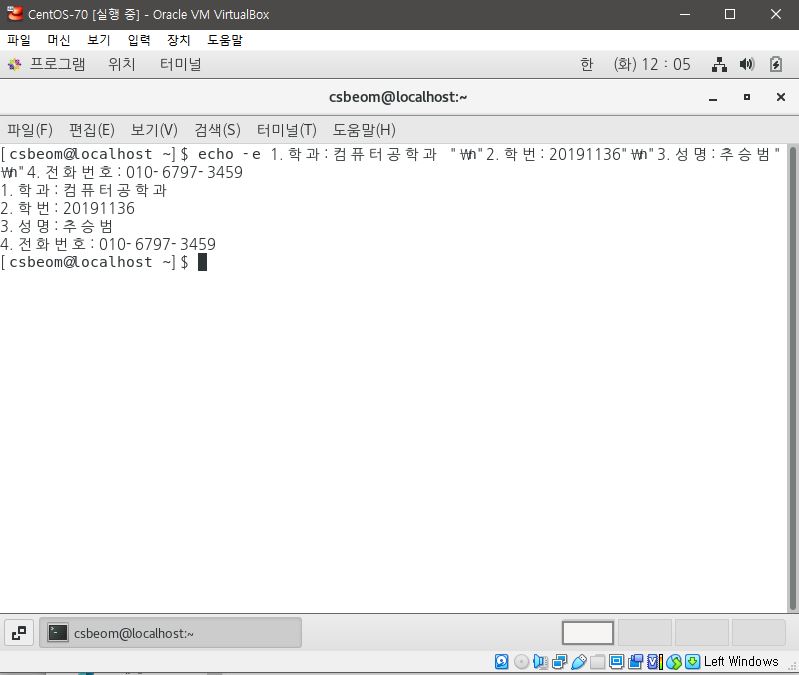 CentOS-70 [실행 중] - Oracle VM VirtualBox
파일 머신 보기 입력 장치 도움말
프로그램 위치 터미널 한 (화) 12 : 05
csbeom@localhost:~
파일(F) 편집(E) 보기(V) 검색(S) 터미널(T) 도움말(H)
[csbeom@localhost ~]$ echo -e 1.학과:컴퓨터공학과 "₩n"2.학번:20191136"₩n"3.성명:추승범"
₩n"4.전화번호:010-6797-3459
1.학과:컴퓨터공학과
2.학번:20191136
3.성명:추승범
4.전화번호:010-6797-3459
[csbeom@localhost ~]$
csbeom@localhost:~
Left Windows